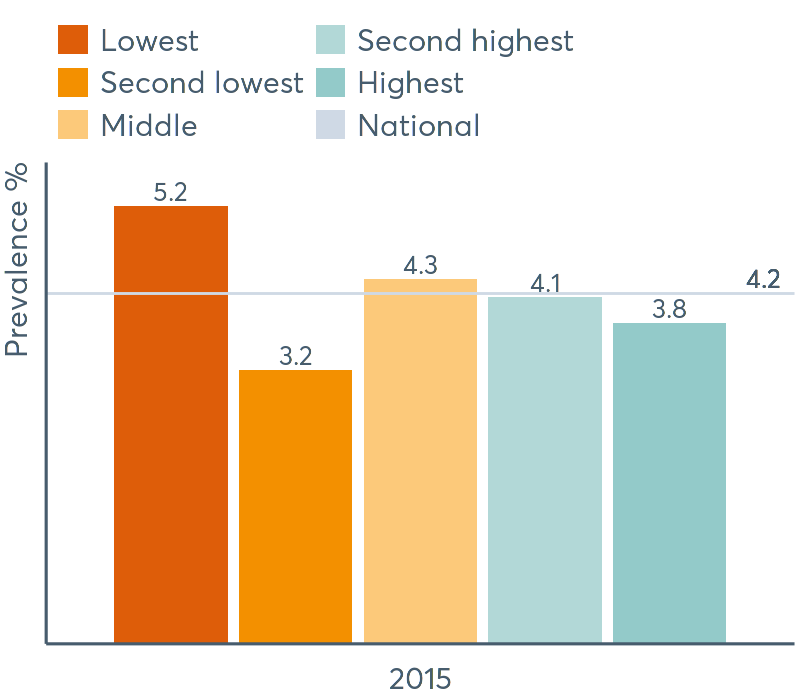 Lowest
Second lowest
Middle
Second highest
Highest
National
Prevalence %
5.2
3.2
4.3
4.1
3.8
4.2
2015